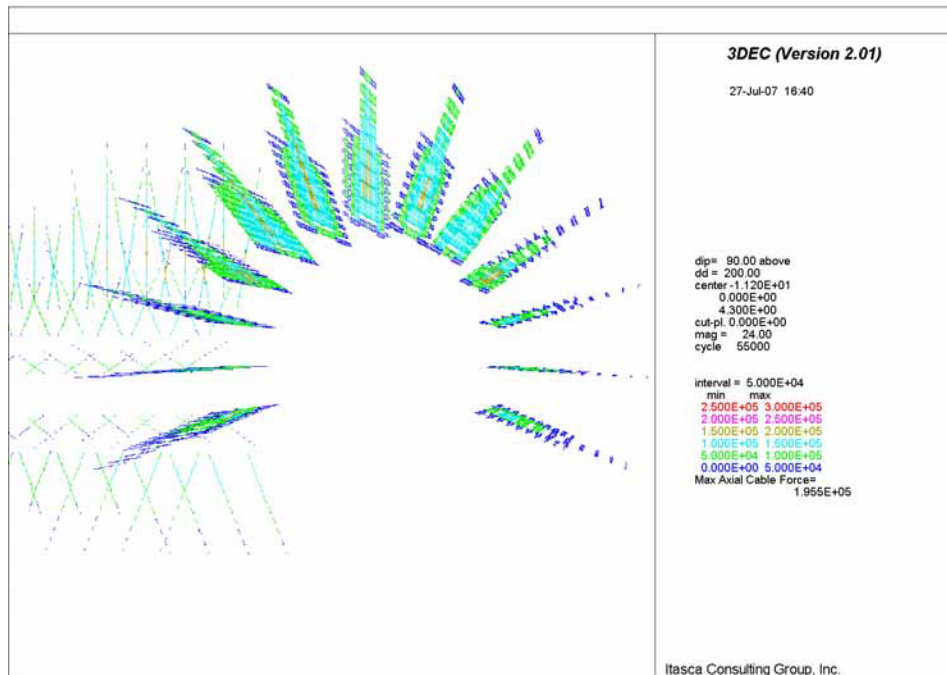 3DEC (Version 2.01)
27-Jul-07 16:40
dip= 90.00 above
dd = 200.00
center -1.120E+01
0.000E+00
4.300E+00
cut-pl. 0.000E+00
mag = 24.00
cycle 55000
interval = 5.000E+04
min max
2.500E+05 3.000E+05
2.000E+05 2.500E+05
1.500E+05 2.000E+05
1.000E+05 1.500E+05
5.000E+04 1.000E+05
0.000E+00 5.000E+04
Max Axial Cable Force=
1.955E+05
Itasca Consulting Group, Inc.